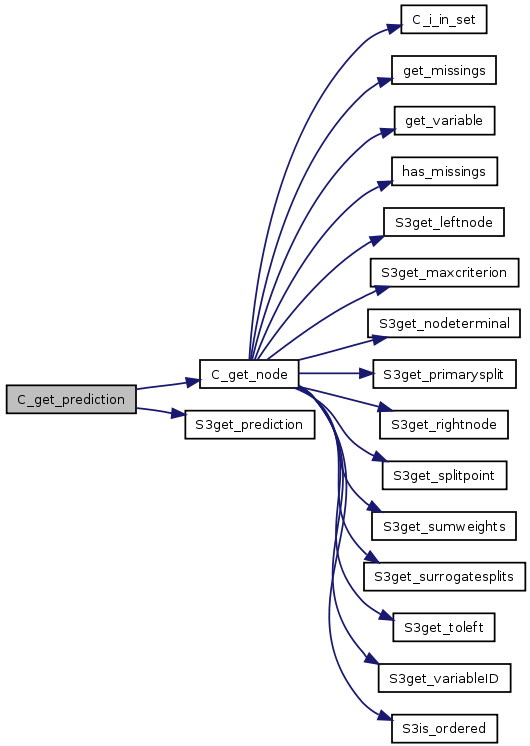 C_get_prediction
C_get_node
S3get_prediction
C_i_in_set
get_missings
get_variable
has_missings
S3get_leftnode
S3get_maxcriterion
S3get_nodeterminal
S3get_primarysplit
S3get_rightnode
S3get_splitpoint
S3get_sumweights
S3get_surrogatesplits
S3get_toleft
S3get_variableID
S3is_ordered